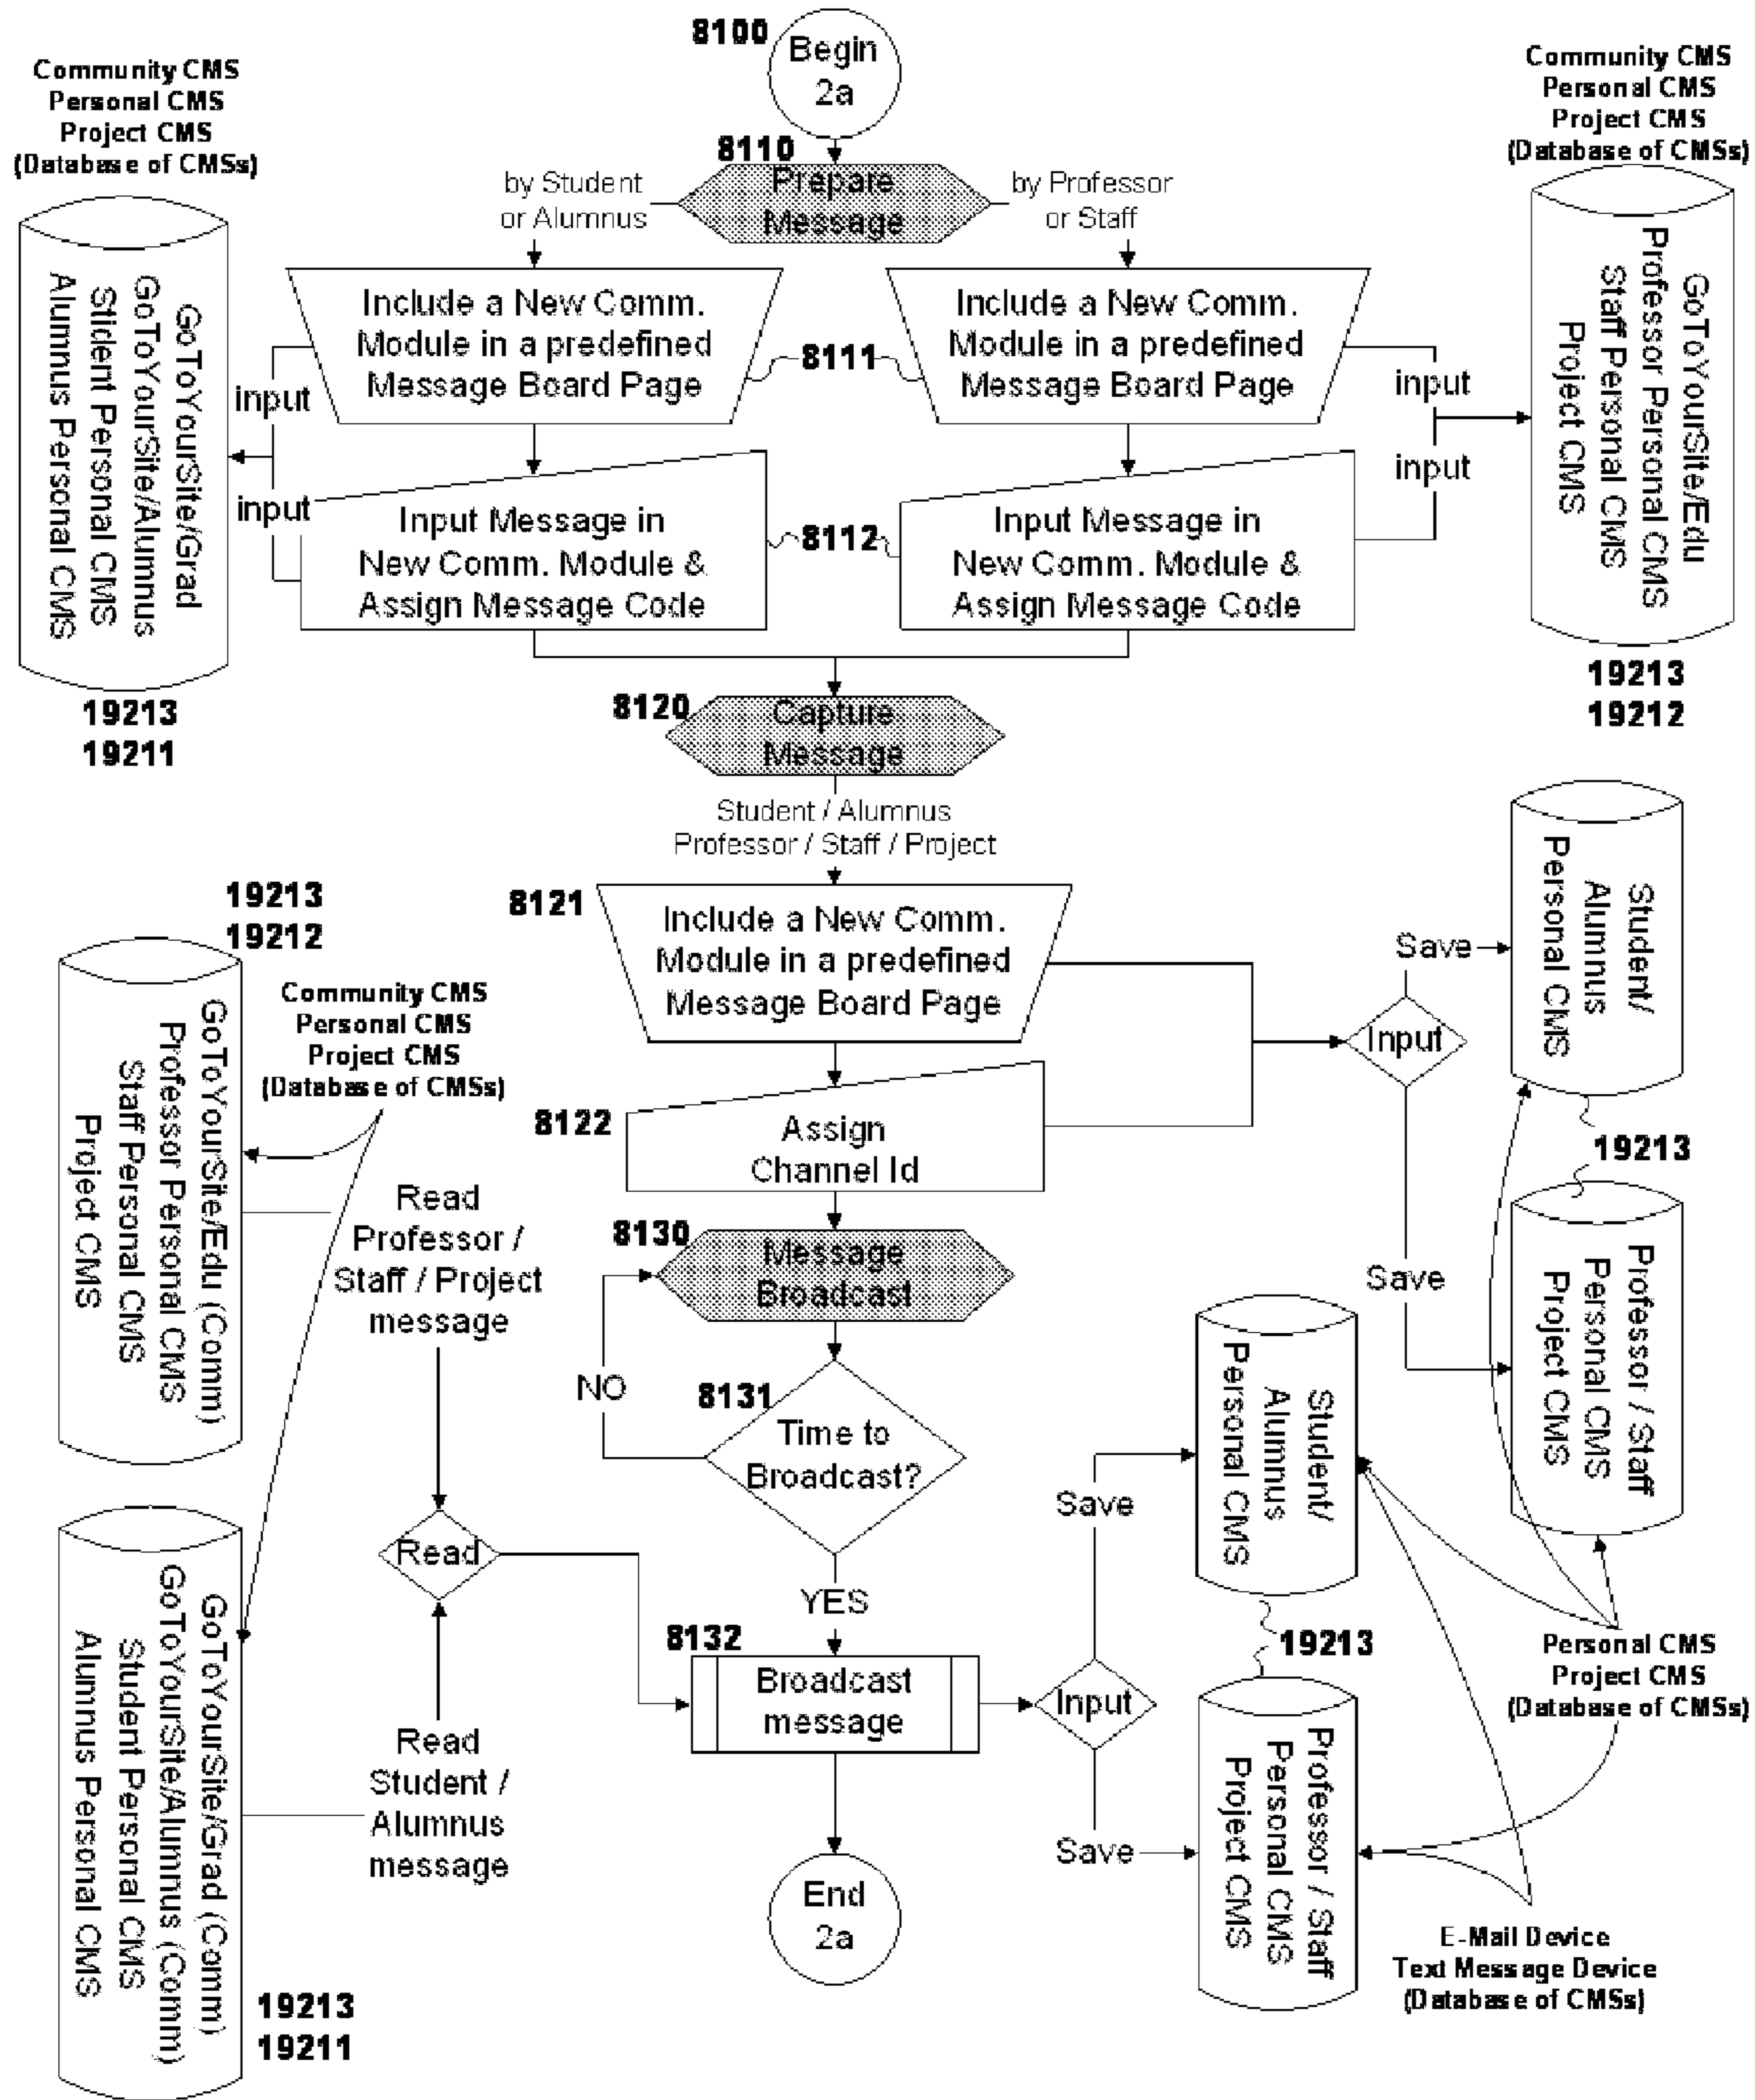 8100
Begin
2a
Community CMS
Personal CMS
Project CMS
(Database of CMSs)
Community CMS
Personal CMS
Project CMS
(Database of CMSs)
8110
Prepare
Message
by Student
or Alumnus
by Professor
or Staff
GoToYourSite/Grad
GoToYourSite/Alumnus
Stident Personal CMS
Alumnus Personal CMS
19213
19211
Include a New Comm.
Module in a predefined
Message Board Page
8111
Include a New Comm.
Module in a predefined
Message Board Page
input
input
input
input
GoToYourSite/Edu
Professor Personal CMS
Staff Personal CMS
Project CMS
19213
19212
Input Message in
New Comm. Module &
Assign Message Code
8112
Input Message in
New Comm. Module &
Assign Message Code
8120
Capture
Message
Student / Alumnus
Professor / Staff / Project
8121
Include a New Comm.
Module in a predefined
Message Board Page
8122
Assign
Channel Id
Input
Save
Student/
Alumnus
Personal CMS
19213
Save
Professor / Staff
Personal CMS
Project CMS
19213
19212
GoToYourSite/Edu (Comm)
Professor Personal CMS
Staff Personal CMS
Project CMS
Community CMS
Personal CMS
Project CMS
(Database of CMSs)
Read
Professor /
Staff / Project
message
8130
Message
Broadcast
NO
8131
Time to
Broadcast?
YES
Read
8132
Broadcast
message
Input
Save
Student/
Alumnus
Personal CMS
19213
Save
Professor / Staff
Personal CMS
Project CMS
Personal CMS
Project CMS
(Database of CMSs)
E-Mail Device
Text Message Device
(Database of CMSs)
GoToYourSite/Grad (Comm)
GoToYourSite/Alumnus (Comm)
Student Personal CMS
Alumnus Personal CMS
19213
19211
Read
Student /
Alumnus
message
End
2a